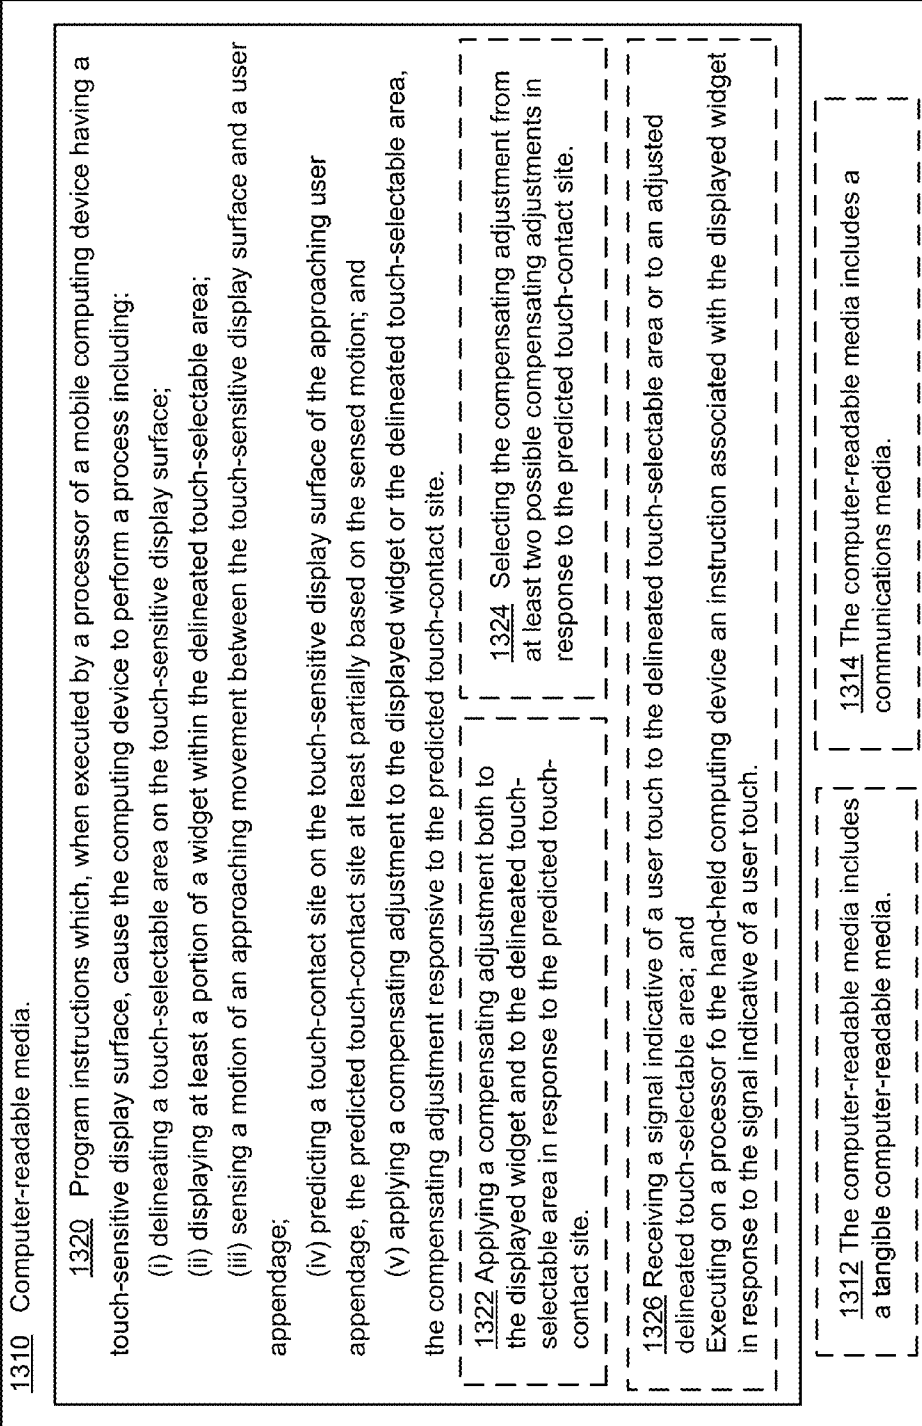 1310 Computer-readable media.
1320 Program instructions which, when executed by a processor of a mobile computing device having a
touch-sensitive display surface, cause the computing device to perform a process including:
(i) delineating a touch-selectable area on the touch-sensitive display surface;
(ii) displaying at least a portion of a widget within the delineated touch-selectable area;
(iii) sensing a motion of an approaching movement between the touch-sensitive display surface and a user
appendage;
(iv) predicting a touch-contact site on the touch-sensitive display surface of the approaching user
appendage, the predicted touch-contact site at least partially based on the sensed motion; and
(v) applying a compensating adjustment to the displayed widget or the delineated touch-selectable area,
the compensating adjustment responsive to the predicted touch-contact site.
1322 Applying a compensating adjustment both to
the displayed widget and to the delineated touch-
selectable area in response to the predicted touch-
contact site.
1324 Selecting the compensating adjustment from
at least two possible compensating adjustments in
response to the predicted touch-contact site.
1326 Receiving a signal indicative of a user touch to the delineated touch-selectable area or to an adjusted
delineated touch-selectable area; and
Executing on a processor fo the hand-held computing device an instruction associated with the displayed widget
in response to the signal indicative of a user touch.
1312 The computer-readable media includes
a tangible computer-readable media.
1314 The computer-readable media includes a
communications media.